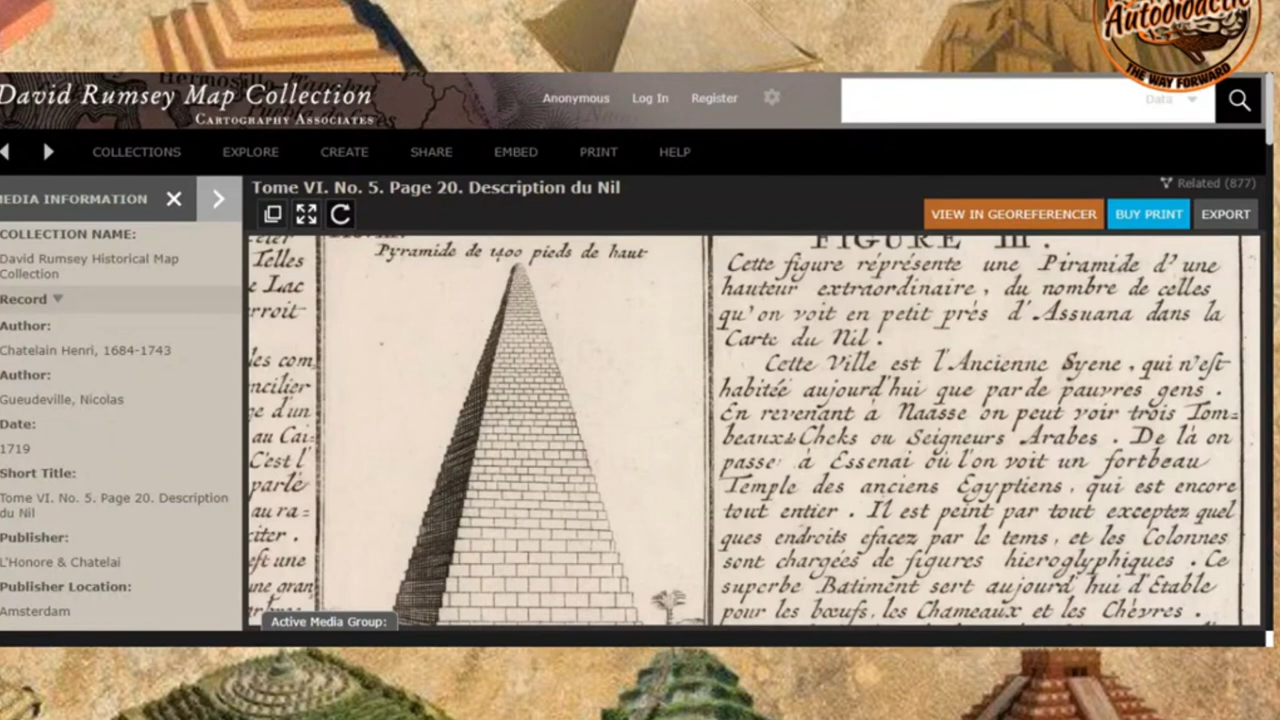 Autodidactic
THE WAY FORWARD
David Rumsey Map Collection
CARTOGRAPHY ASSOCIATES
Anonymous
Log In
Register
Data
COLLECTIONS
EXPLORE
CREATE
SHARE
EMBED
PRINT
HELP
EDIA INFORMATION
COLLECTION NAME:
David Rumsey Historical Map
Collection
Record
Author:
Chatelain Henri, 1684-1743
Author:
Gueudeville, Nicolas
Date:
1719
Short Title:
Tome VI. No. 5. Page 20. Description
du Nil
Publisher:
L'Honore & Chatelai
Publisher Location:
Amsterdam
Tome VI. No. 5. Page 20. Description du Nil
Related (877)
VIEW IN GEOREFERENCER
BUY PRINT
EXPORT
Telles
e Lac
rroit
les com
ncilier
ce d'un
au Cai=
C'est l'
parle
au ra=
citer .
est une
une gran
Pyramide de 1400 pieds de haut
FIGURE III.
Cette figure répresente une Piramide d'une
hauteur extraordinaire, du nombre de celles
qu'on voit en petit près d'Assuana dans la
Carte du Nil.
Cette Ville est l'Ancienne Syene, qui n'est
habitée aujourd'hui que par de pauvres gens.
En revenant à Naasse on peut voir trois Tom=
beaux de Cheks ou Seigneurs Arabes. De là on
passe à Essenai où l'on voit un fort beau
Temple des anciens Egyptiens, qui est encore
tout entier. Il est peint par tout exceptez quel
ques endroits efacez par le tems, et les Colonnes
sont chargées de figures hieroglyphiques. Ce
superbe Batiment sert aujourd'hui d'Etable
pour les bœufs, les Chameaux et les Chèvres.
Active Media Group: